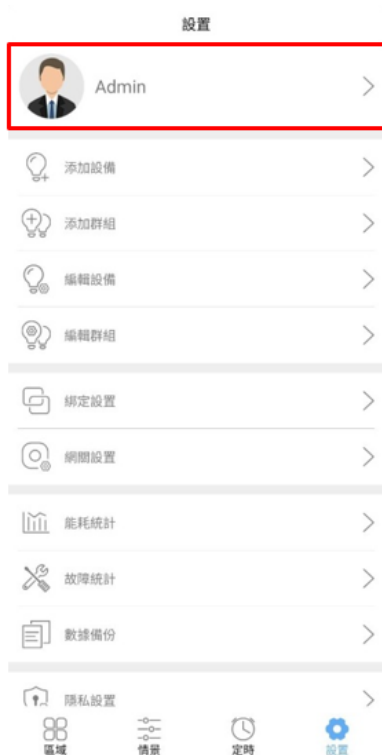 設置
Admin
添加設備
添加群組
編輯設備
編輯群組
綁定設置
網關設置
能耗統計
故障統計
數據備份
隱私設置
區域 情景 定時 設置